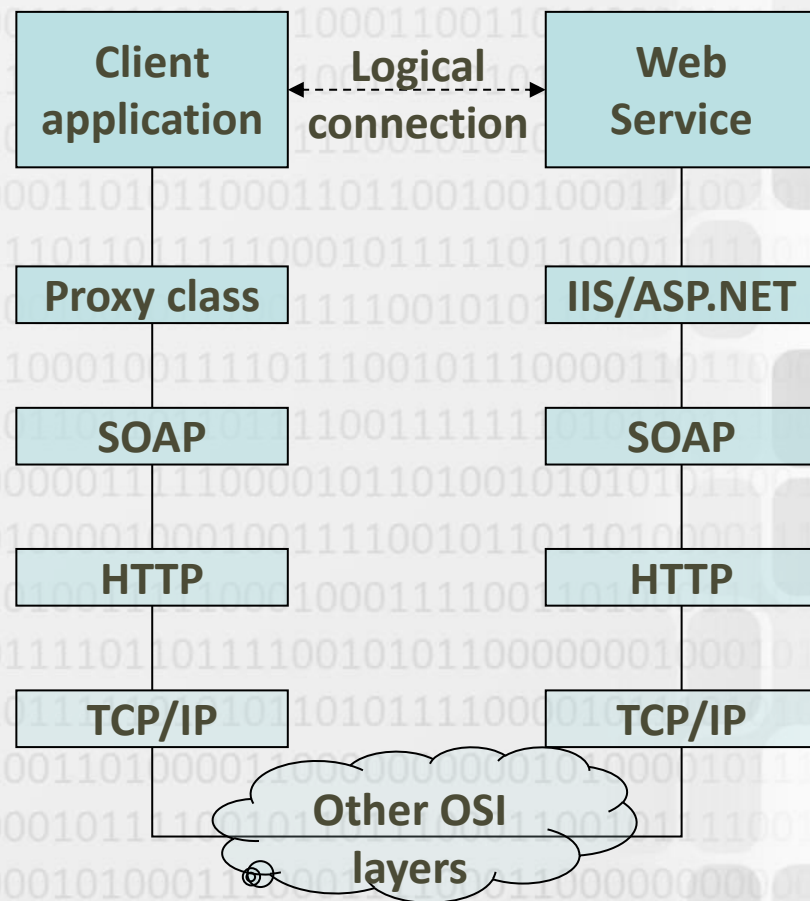 Client
application
Logical
connection
Web
Service
Proxy class
IIS/ASP.NET
SOAP
SOAP
HTTP
HTTP
TCP/IP
TCP/IP
Other OSI
layers